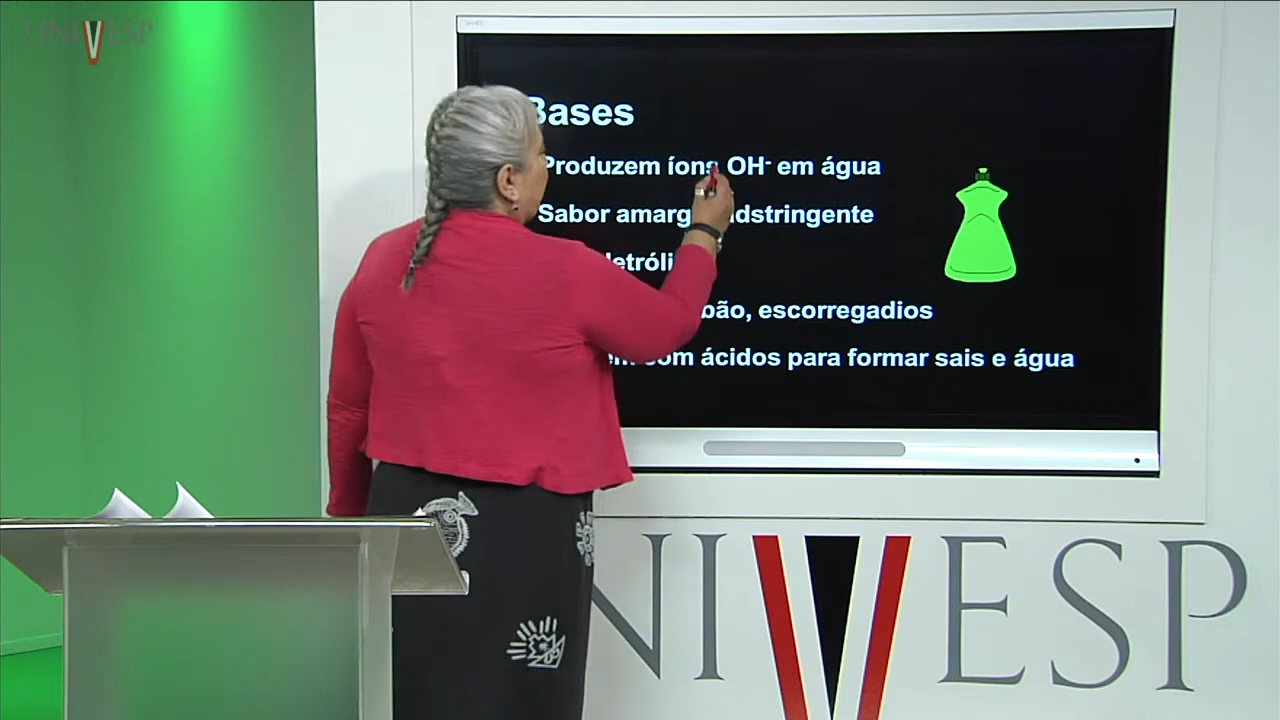 UNIVESP
Bases
Produzem íons OH- em água
Sabor amargo, adstringente
bão, escorregadios
com ácidos para formar sais e água
UNIVESP